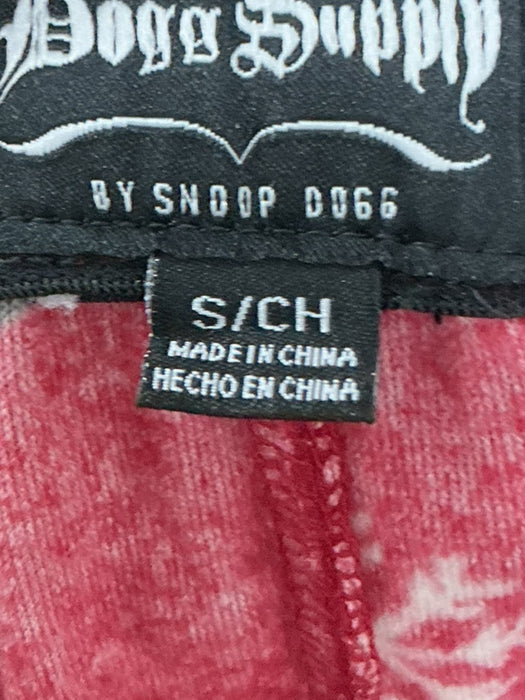 Dogg Supply
BY SNOOP DOGG
S/CH
MADE IN CHINA
HECHO EN CHINA